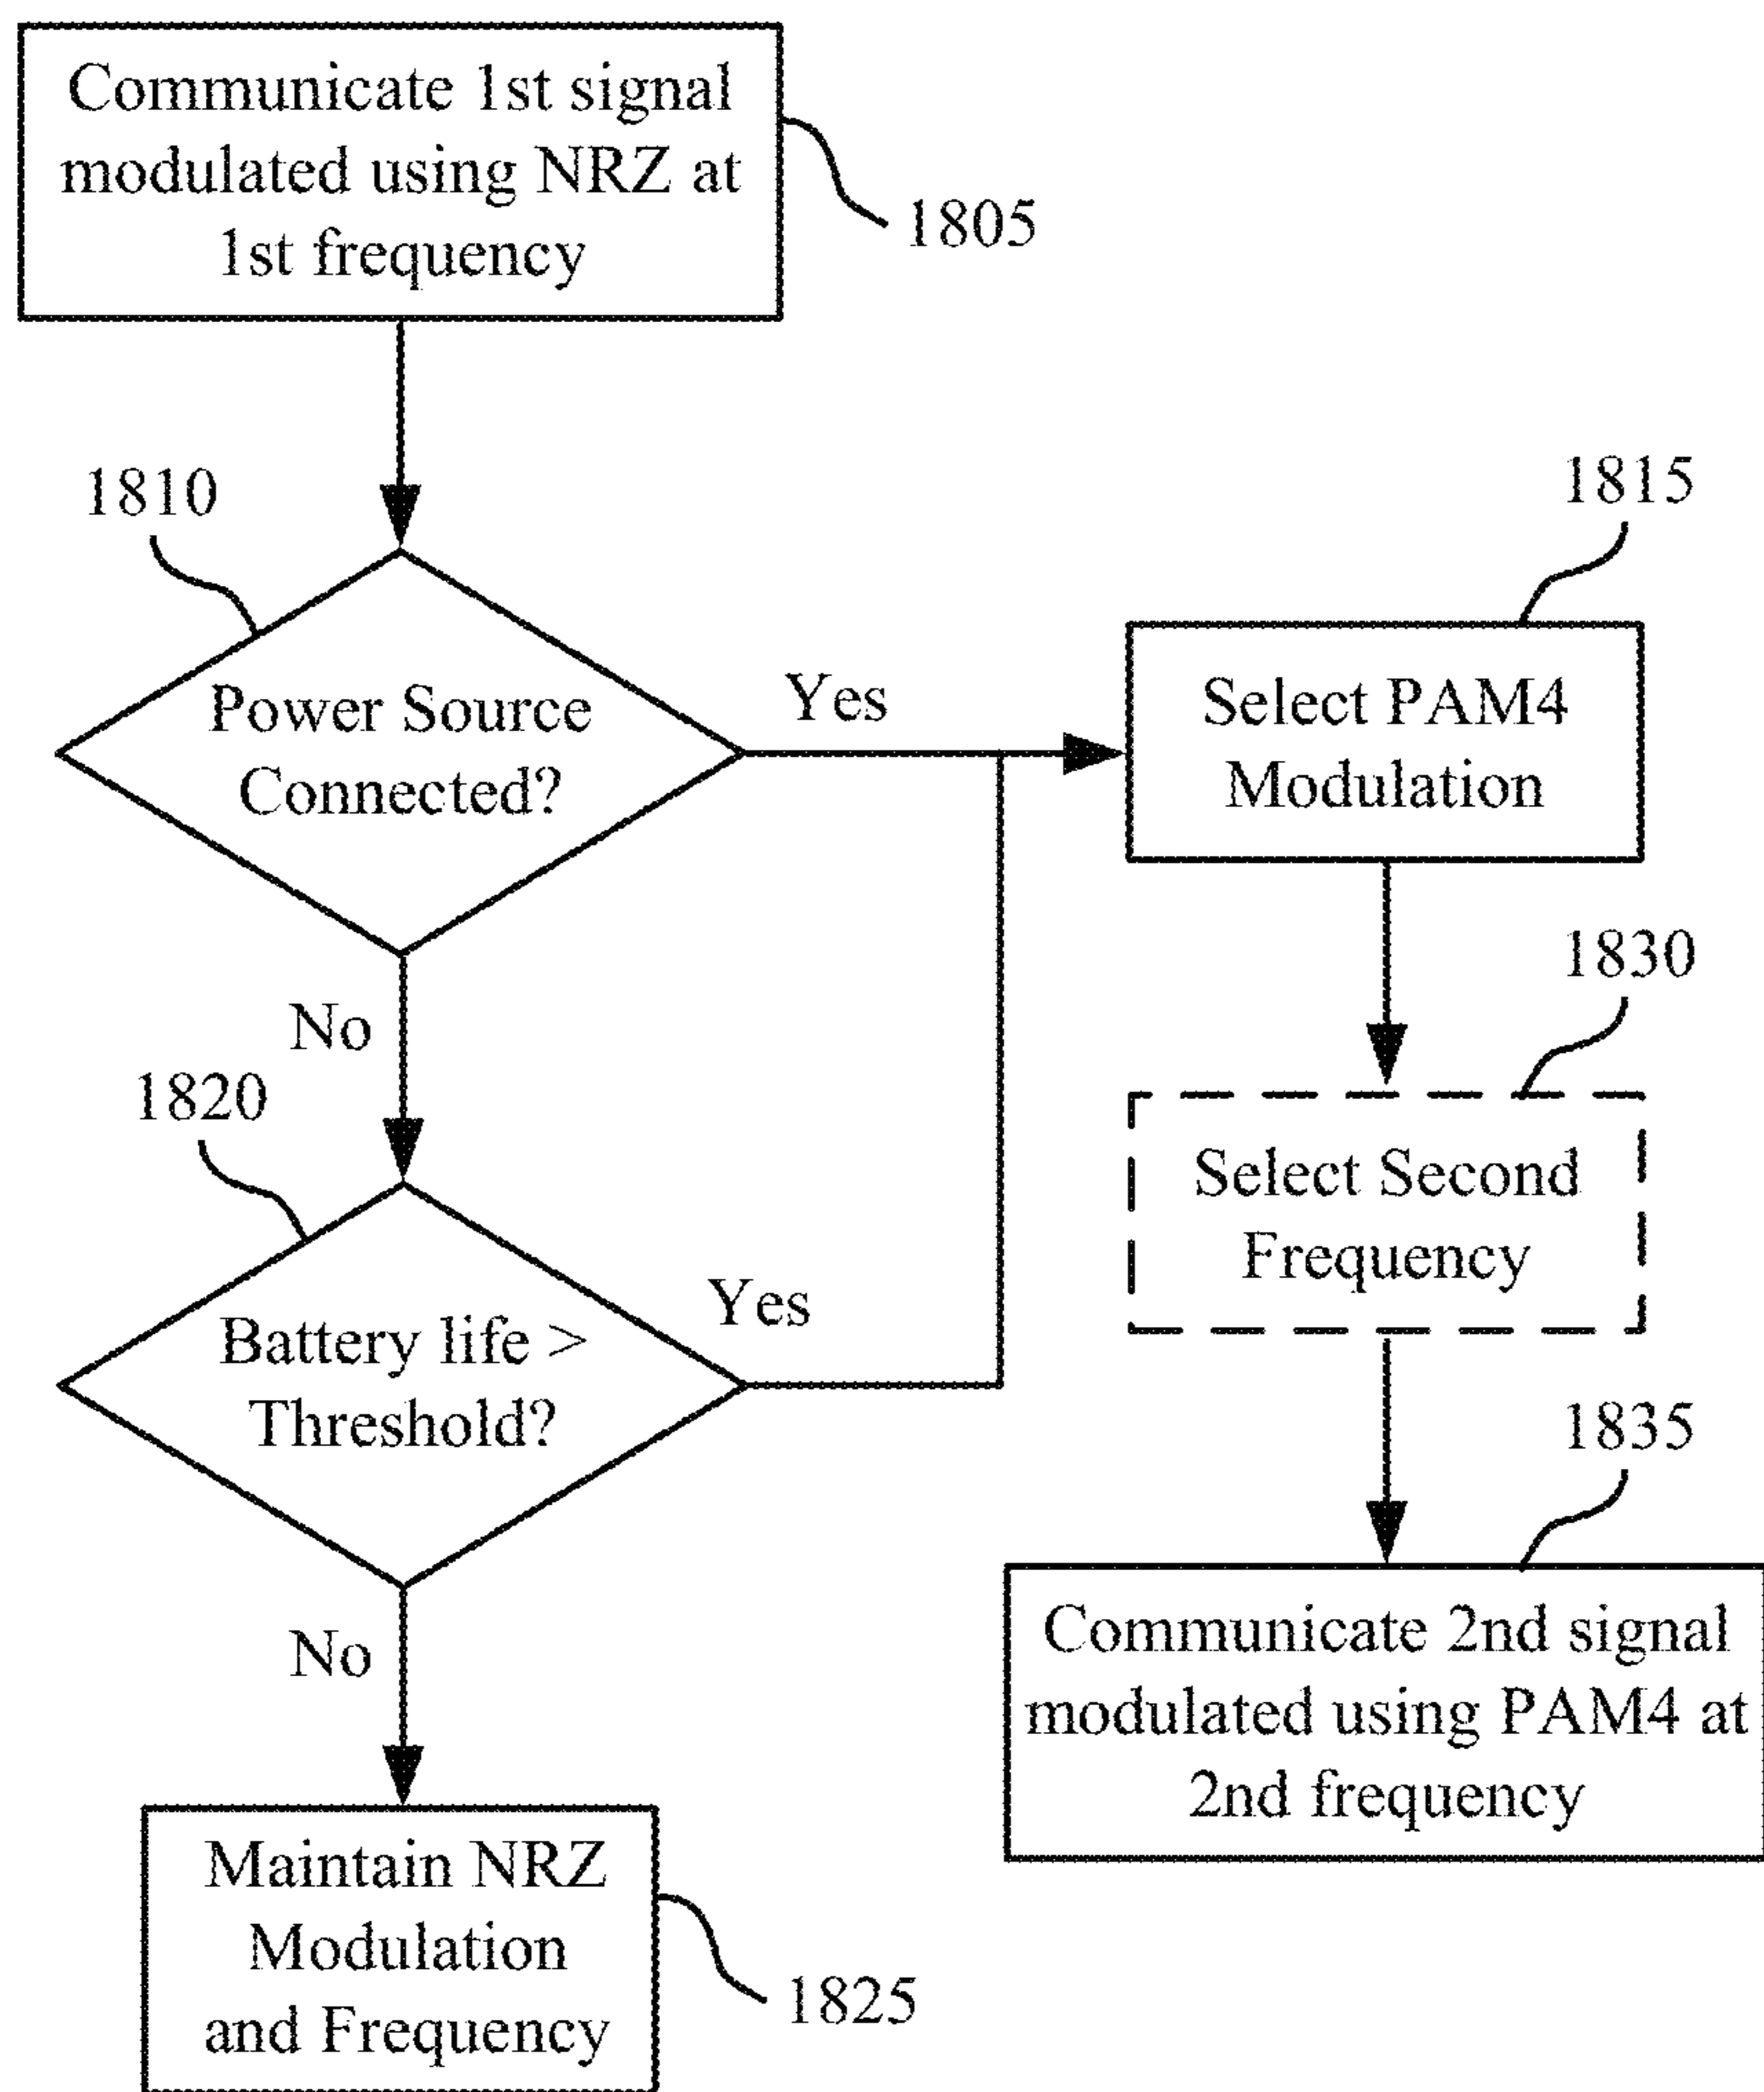 Communicate 1st signal
modulated using NRZ at
1st frequency
1805
1810
Power Source
Connected?
Yes
1815
Select PAM4
Modulation
No
1830
Select Second
Frequency
1820
Battery life >
Threshold?
Yes
1835
Communicate 2nd signal
modulated using PAM4 at
2nd frequency
No
Maintain NRZ
Modulation
and Frequency
1825